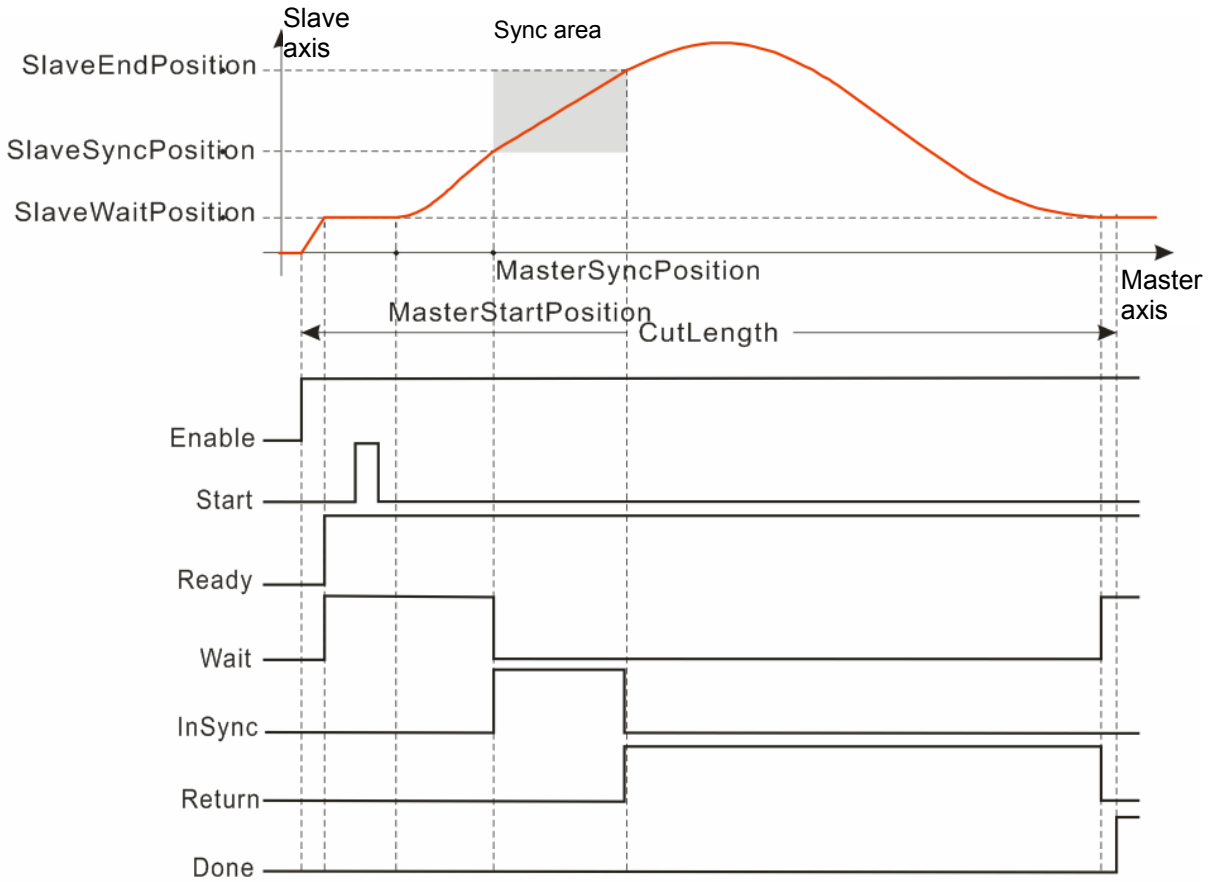 Slave
axis
Sync area
SlaveEndPosition
SlaveSyncPosition
SlaveWaitPosition
MasterSyncPosition
Master
axis
MasterStartPosition
CutLength
Enable
Start
Ready
Wait
InSync
Return
Done